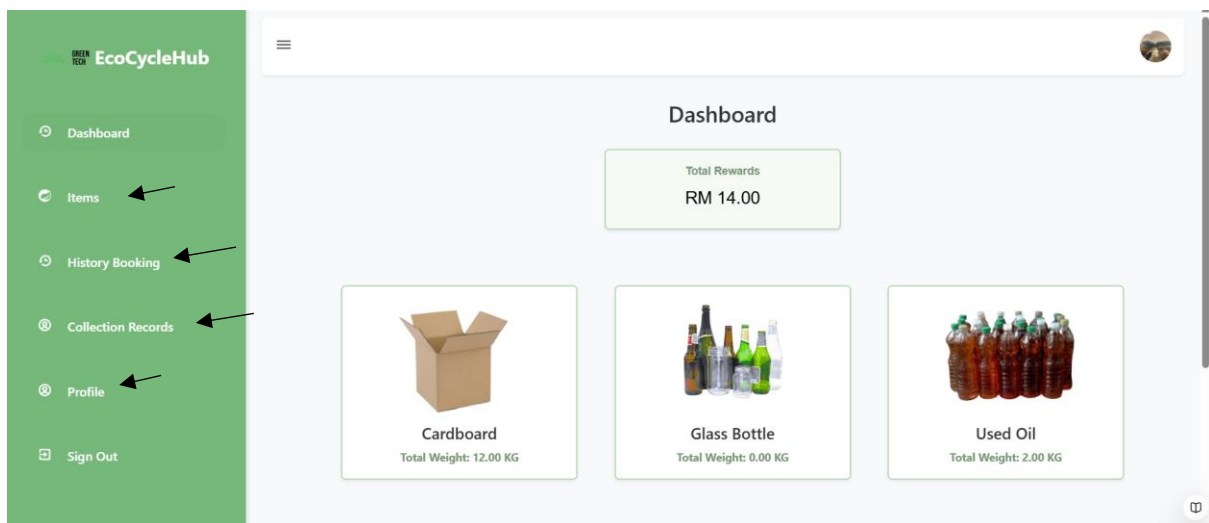 GREEN
TECH
EcoCycleHub
Dashboard
Items
History Booking
Collection Records
Profile
Sign Out
Dashboard
Total Rewards
RM 14.00
Cardboard
Total Weight: 12.00 KG
Glass Bottle
Total Weight: 0.00 KG
Used Oil
Total Weight: 2.00 KG